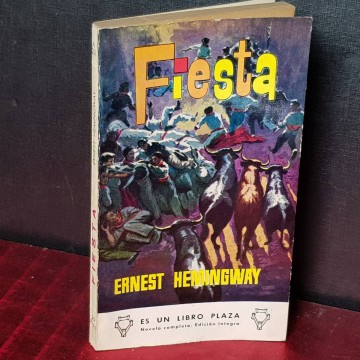 Fiesta
ERNEST HEMINGWAY
ES UN LIBRO PLAZA
Novela completa. Edición íntegra
FIESTA